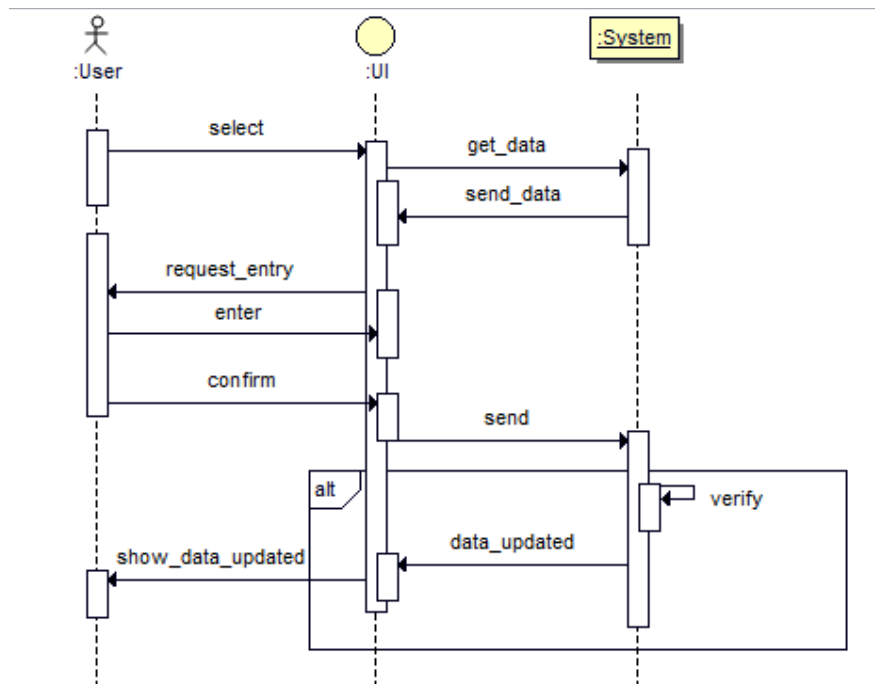 :User
:UI
:System
select
get_data
send_data
request_entry
enter
confirm
send
alt
verify
data_updated
show_data_updated